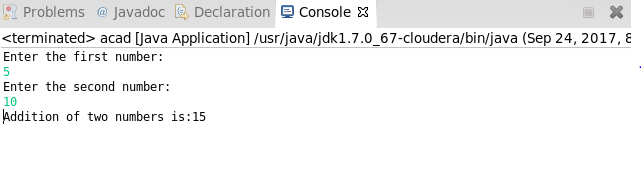 Problems @ Javadoc Declaration Console
<terminated> acad [Java Application] /usr/java/jdk1.7.0_67-cloudera/bin/java (Sep 24, 2017, 8
Enter the first number:
5
Enter the second number:
10
Addition of two numbers is:15